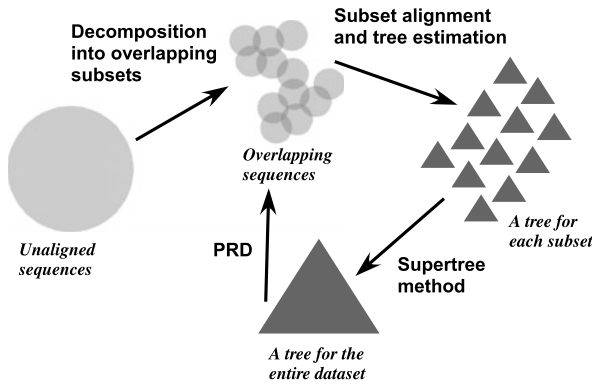 Decomposition
into overlapping
subsets
Subset alignment
and tree estimation
Overlapping
sequences
Unaligned
sequences
A tree for
each subset
PRD
Supertree
method
A tree for the
entire dataset